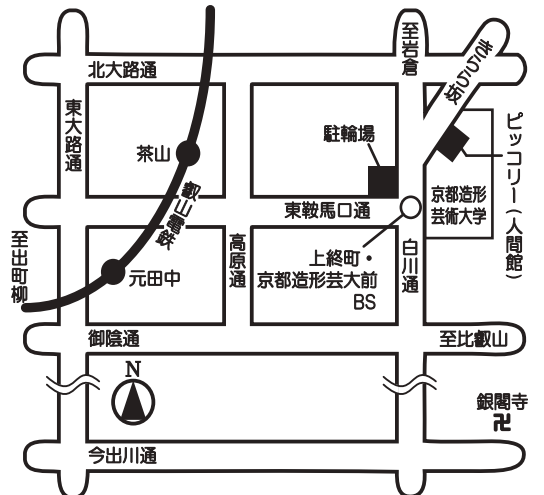 至岩倉
きらら坂
北大路通
東大路通
ピッコリー(人間館)
駐輪場
茶山
叡山電鉄
京都造形
芸術大学
東鞍馬口通
至出町柳
高原通
白川通
上終町・
京都造形芸大前
BS
元田中
御陰通
至比叡山
N
銀閣寺
卍
今出川通